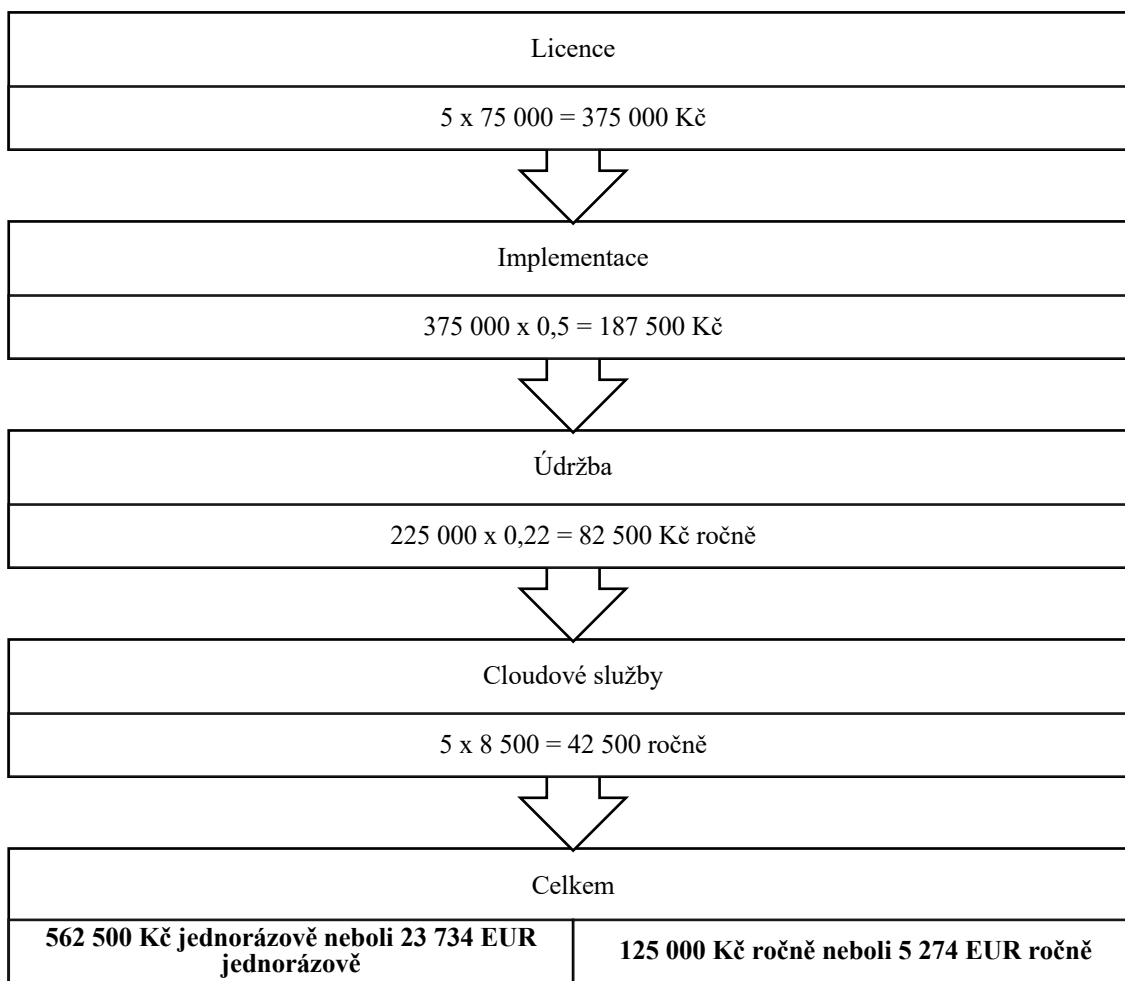 Licence
5 x 75 000 = 375 000 Kč
Implementace
375 000 x 0,5 = 187 500 Kč
Údržba
225 000 x 0,22 = 82 500 Kč ročně
Cloudové služby
5 x 8 500 = 42 500 ročně
Celkem
562 500 Kč jednorázově neboli 23 734 EUR
jednorázově
125 000 Kč ročně neboli 5 274 EUR ročně